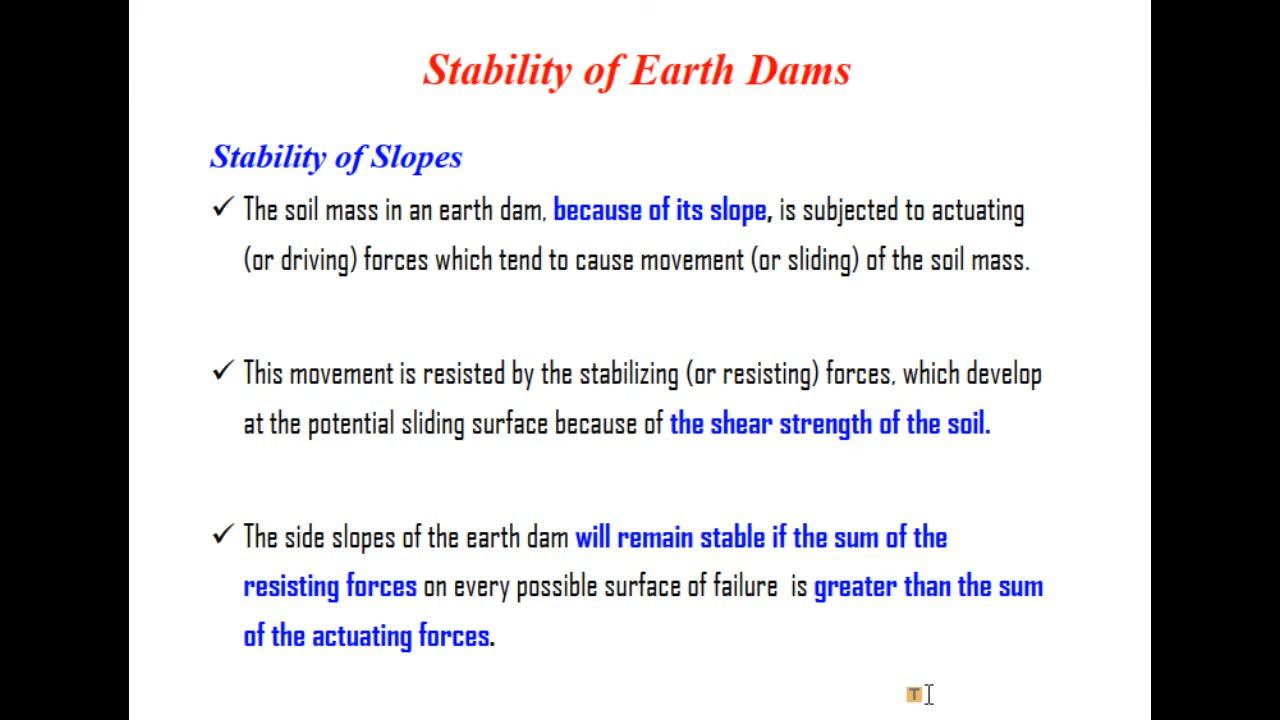 Stability of Earth Dams
Stability of Slopes
✓ The soil mass in an earth dam, because of its slope, is subjected to actuating
(or driving) forces which tend to cause movement (or sliding) of the soil mass.
✓ This movement is resisted by the stabilizing (or resisting) forces, which develop
at the potential sliding surface because of the shear strength of the soil.
✓ The side slopes of the earth dam will remain stable if the sum of the
resisting forces on every possible surface of failure is greater than the sum
of the actuating forces.
T